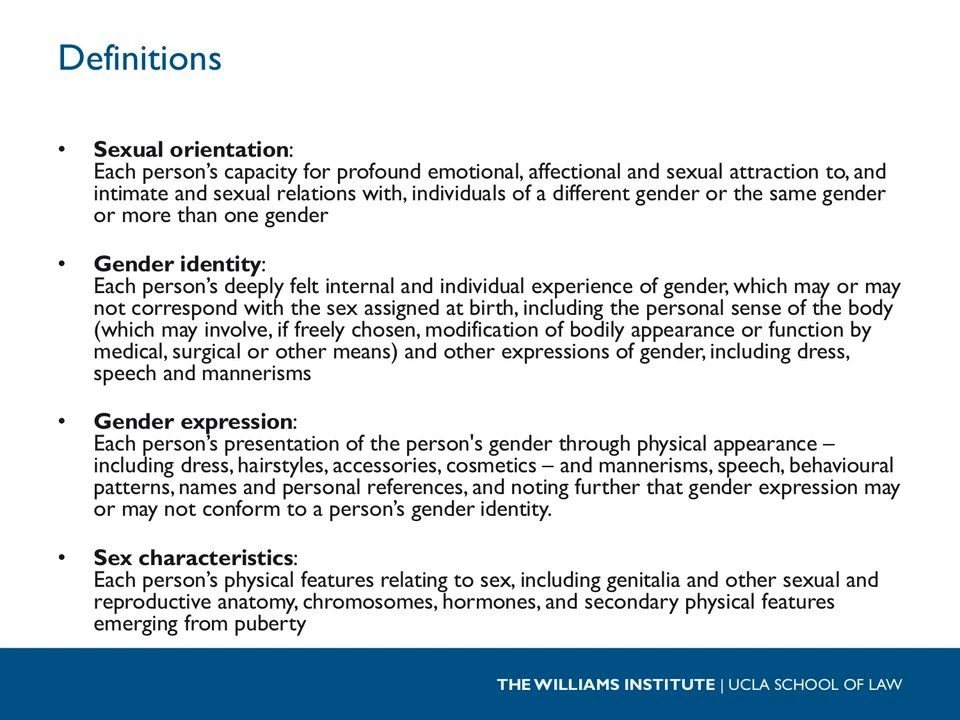 Definitions
• Sexual orientation:
Each person’s capacity for profound emotional, affectional and sexual attraction to, and
intimate and sexual relations with, individuals of a different gender or the same gender
or more than one gender
• Gender identity:
Each person’s deeply felt internal and individual experience of gender, which may or may
not correspond with the sex assigned at birth, including the personal sense of the body
(which may involve, if freely chosen, modification of bodily appearance or function by
medical, surgical or other means) and other expressions of gender, including dress,
speech and mannerisms
• Gender expression:
Each person’s presentation of the person's gender through physical appearance –
including dress, hairstyles, accessories, cosmetics – and mannerisms, speech, behavioural
patterns, names and personal references, and noting further that gender expression may
or may not conform to a person’s gender identity.
• Sex characteristics:
Each person’s physical features relating to sex, including genitalia and other sexual and
reproductive anatomy, chromosomes, hormones, and secondary physical features
emerging from puberty
THE WILLIAMS INSTITUTE | UCLA SCHOOL OF LAW